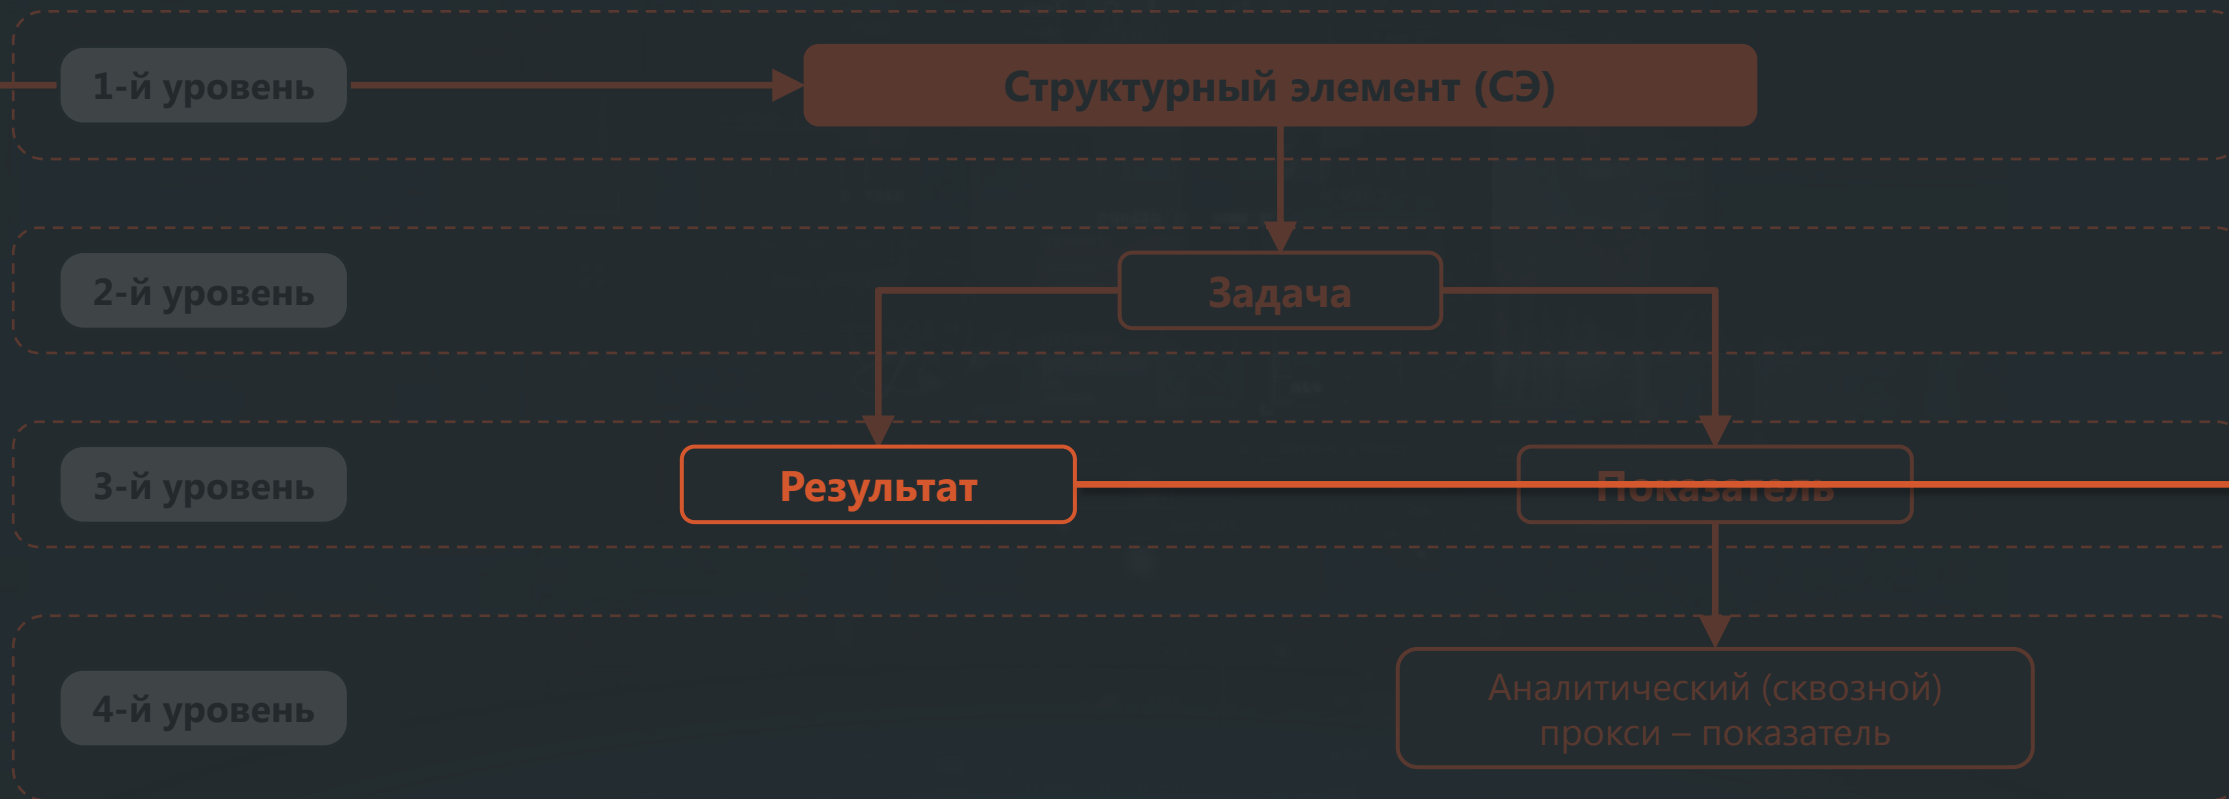 1-й уровень
Структурный элемент (СЭ)
2-й уровень
Задача
3-й уровень
Результат
Показатель
4-й уровень
Аналитический (сквозной)
прокси – показатель